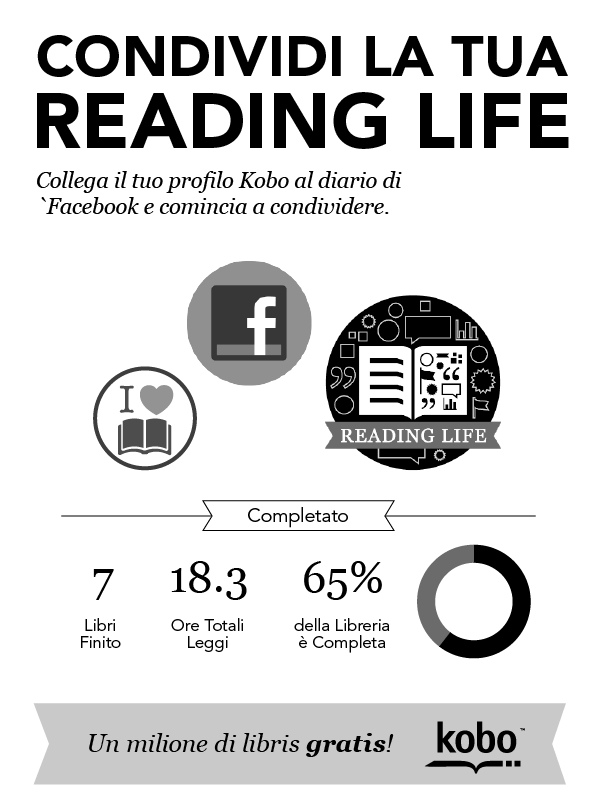 CONDIVIDI LA TUA
READING LIFE
Collega il tuo profilo Kobo al diario di
`Facebook e comincia a condividere.
f
I
READING LIFE
Completato
7
Libri
Finito
18.3
Ore Totali
Leggi
65%
della Libreria
è Completa
Un milione di libris gratis!
kobo™